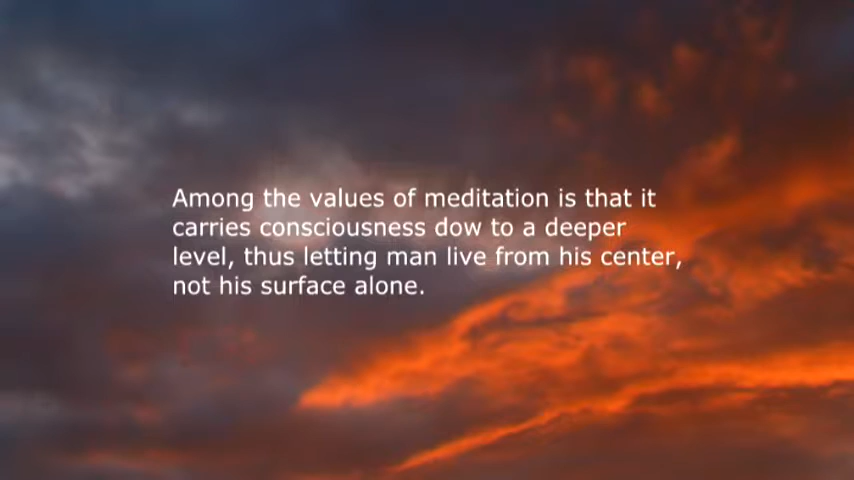 Among the values of meditation is that it
carries consciousness dow to a deeper
level, thus letting man live from his center,
not his surface alone.